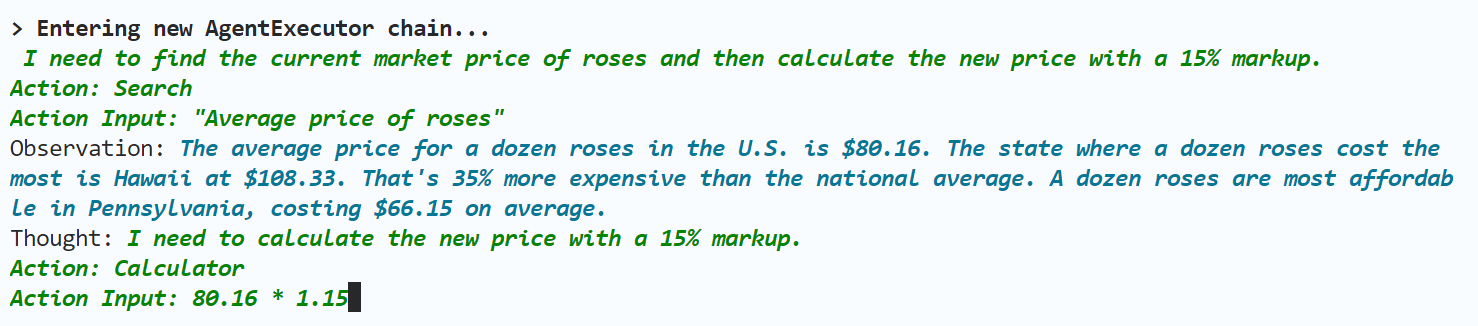 > Entering new AgentExecutor chain...
I need to find the current market price of roses and then calculate the new price with a 15% markup.
Action: Search
Action Input: "Average price of roses"
Observation: The average price for a dozen roses in the U.S. is $80.16. The state where a dozen roses cost the
most is Hawaii at $108.33. That's 35% more expensive than the national average. A dozen roses are most affordab
le in Pennsylvania, costing $66.15 on average.
Thought: I need to calculate the new price with a 15% markup.
Action: Calculator
Action Input: 80.16 * 1.15